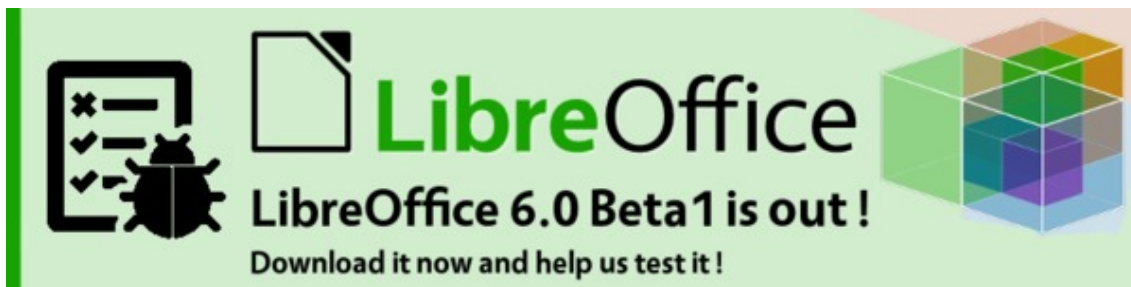 LibreOffice
LibreOffice 6.0 Beta1 is out !
Download it now and help us test it !